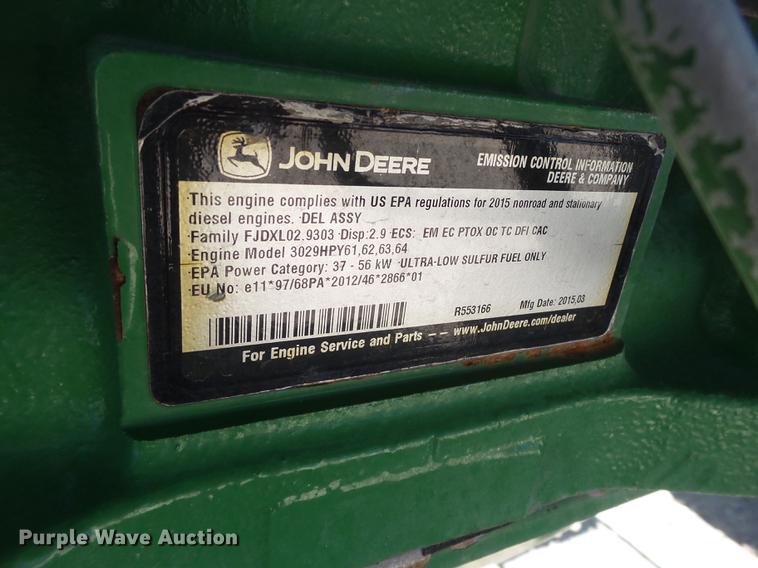 JOHN DEERE
EMISSION CONTROL INFORMATION
DEERE & COMPANY
This engine complies with US EPA regulations for 2015 nonroad and stationary
diesel engines. DEL ASSY
Family FJDXL02.9303 Disp:2.9 ECS: EM EC PTOX OC TC DFI CAC
Engine Model 3029HPY61,62,63,64
EPA Power Category: 37 - 56 kW - ULTRA-LOW SULFUR FUEL ONLY
EU No: e11*97/68PA*2012/46*2866*01
R553166 Mfg Date: 2015,03
For Engine Service and Parts – – www.JohnDeere.com/dealer
Purple Wave Auction®